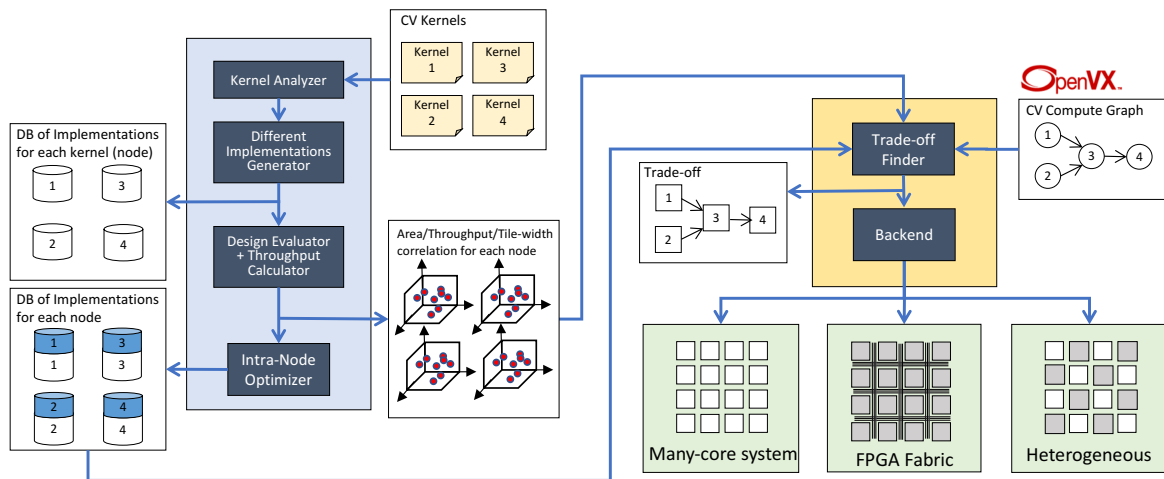 CV Kernels
Kernel
1
Kernel
3
Kernel
2
Kernel
4
Kernel Analyzer
Different
Implementations
Generator
Design Evaluator
+ Throughput
Calculator
Intra-Node
Optimizer
DB of Implementations
for each kernel (node)
1
3
2
4
DB of Implementations
for each node
1
3
1
3
2
4
2
4
Area/Throughput/Tile-width
correlation for each node
Trade-off
1
3
4
2
Trade-off
Finder
Backend
OpenVX™
CV Compute Graph
1
3
4
2
Many-core system
FPGA Fabric
Heterogeneous